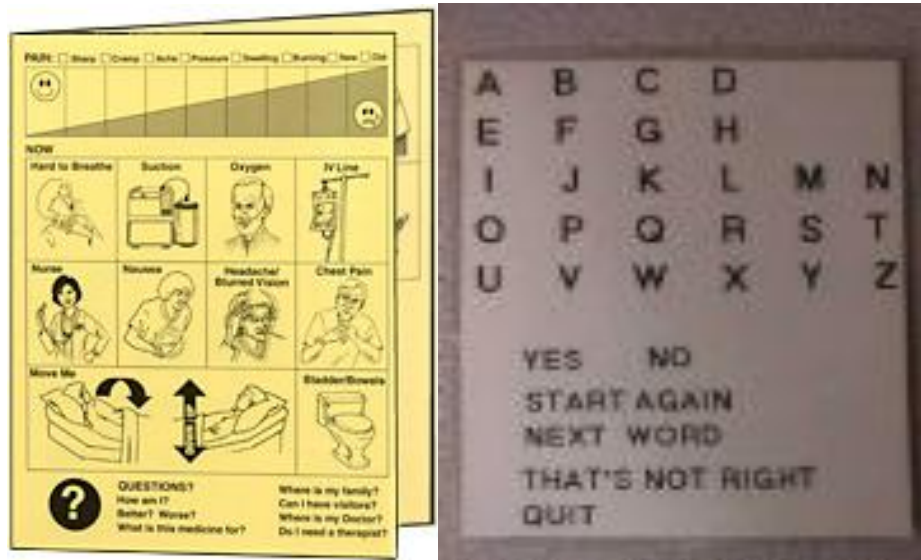 PAIN: Sharp Cramp Ache Pressure Swelling Burning New Old
NOW
Hard to Breathe Suction Oxygen IV Line
Nurse Nausea Headache/ Chest Pain
Blurred Vision
Move Me Bladder/Bowels
?
QUESTIONS?
How am I?
Better? Worse?
What is this medicine for?
Where is my family?
Can I have visitors?
Where is my Doctor?
Do I need a therapist?
A B C D
E F G H
I J K L M N
O P Q R S T
U V W X Y Z
YES NO
START AGAIN
NEXT WORD
THAT'S NOT RIGHT
QUIT